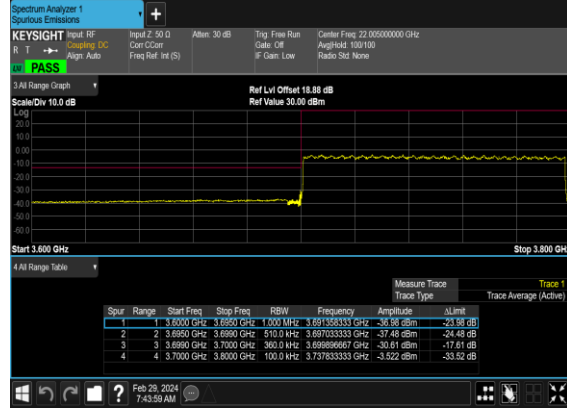 Spectrum Analyzer 1
Spurious Emissions
+
KEYSIGHT Input: RF Input Z: 50 Ω Atten: 30 dB Trig: Free Run Center Freq: 22.005000000 GHz
R T Coupling: DC Corr CCorr Gate: Off Avg|Hold: 100/100
Align: Auto Freq Ref: Int (S) IF Gain: Low Radio Std: None
LW PASS
3 All Range Graph
Ref Lvl Offset 18.88 dB
Scale/Div 10.0 dB Ref Value 30.00 dBm
Log
20.0
10.0
0.00
-10.0
-20.0
-30.0
-40.0
-50.0
-60.0
Start 3.600 GHz Stop 3.800 GHz
4 All Range Table
Measure Trace Trace 1
Trace Type Trace Average (Active)
Spur Range Start Freq Stop Freq RBW Frequency Amplitude ΔLimit
1 1 3.6000 GHz 3.6950 GHz 1.000 MHz 3.691358333 GHz -36.98 dBm -23.98 dB
2 2 3.6950 GHz 3.6990 GHz 510.0 kHz 3.697033333 GHz -37.48 dBm -24.48 dB
3 3 3.6990 GHz 3.7000 GHz 360.0 kHz 3.699896667 GHz -30.61 dBm -17.61 dB
4 4 3.7000 GHz 3.8000 GHz 100.0 kHz 3.737833333 GHz -3.522 dBm -33.52 dB
? Feb 29, 2024
7:43:59 AM